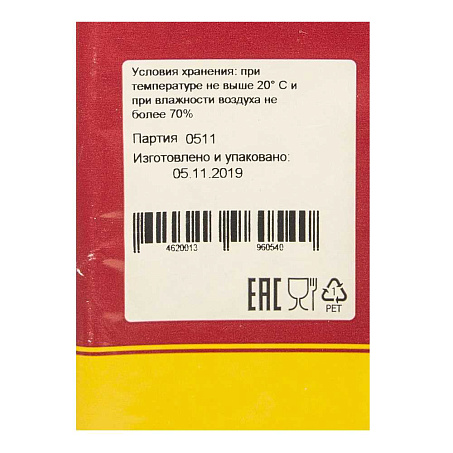 Условия хранения: при
температуре не выше 20° С и
при влажности воздуха не
более 70%
Партия 0511
Изготовлено и упаковано:
05.11.2019
4620013 960540
EAC 1
PET